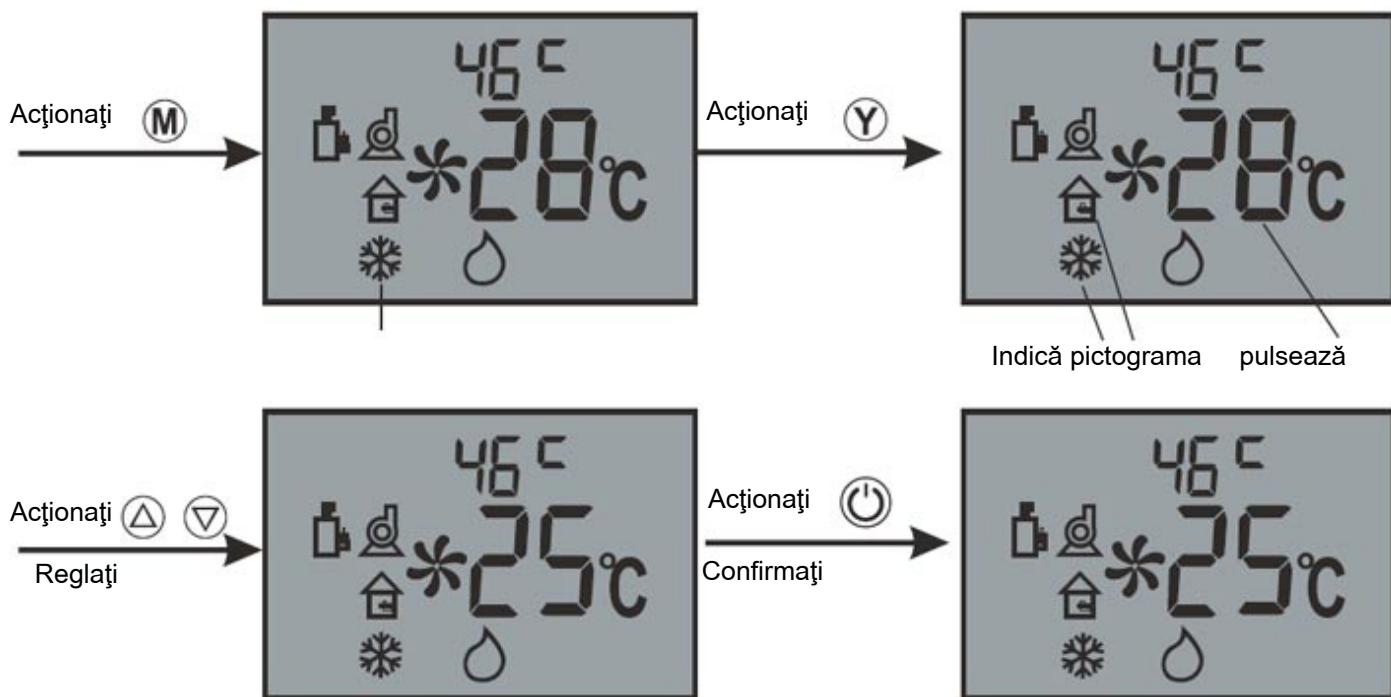 46 c
Acţionaţi M
28°C
Acţionaţi Y
46 c
28°C
Indică pictograma pulsează
46 c
Acţionaţi
Reglaţi
25°C
Acţionaţi
Confirmaţi
46 c
25°C